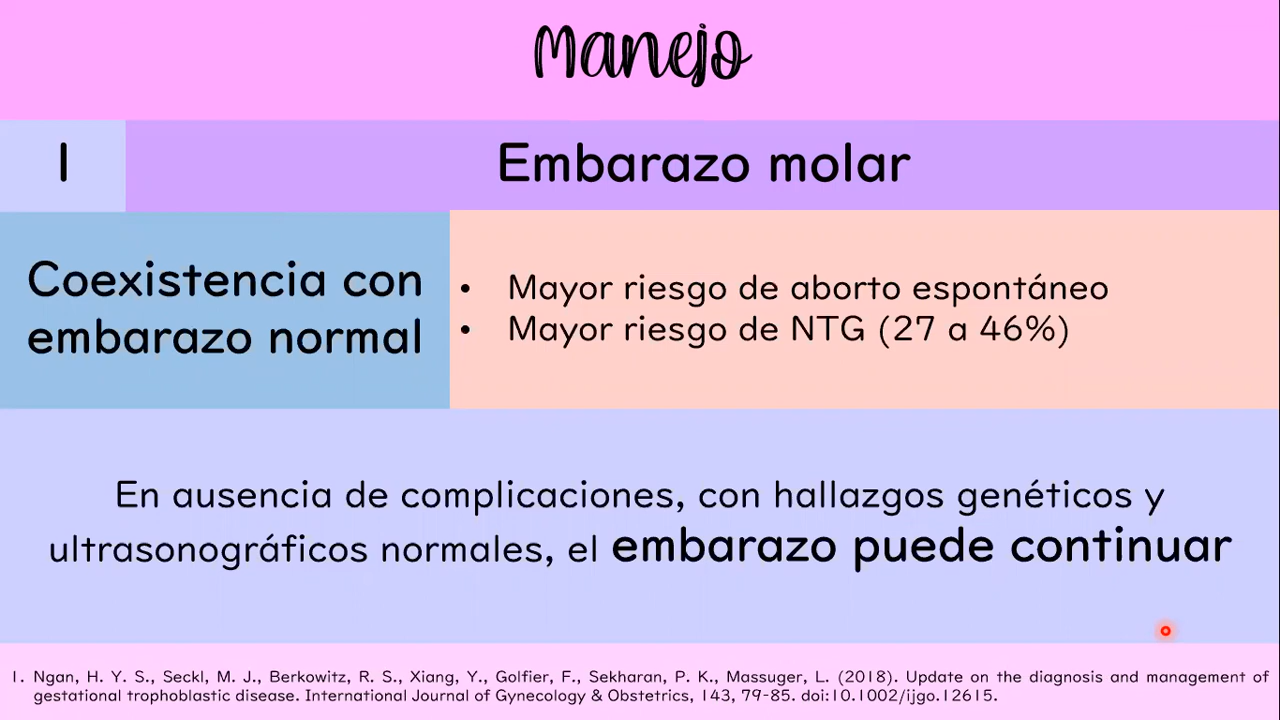 Manejo
1
Embarazo molar
Coexistencia con
embarazo normal
• Mayor riesgo de aborto espontáneo
• Mayor riesgo de NTG (27 a 46%)
En ausencia de complicaciones, con hallazgos genéticos y
ultrasonográficos normales, el embarazo puede continuar
1. Ngan, H. Y. S., Seckl, M. J., Berkowitz, R. S., Xiang, Y., Golfier, F., Sekharan, P. K., Massuger, L. (2018). Update on the diagnosis and management of
gestational trophoblastic disease. International Journal of Gynecology & Obstetrics, 143, 79-85. doi:10.1002/ijgo.12615.